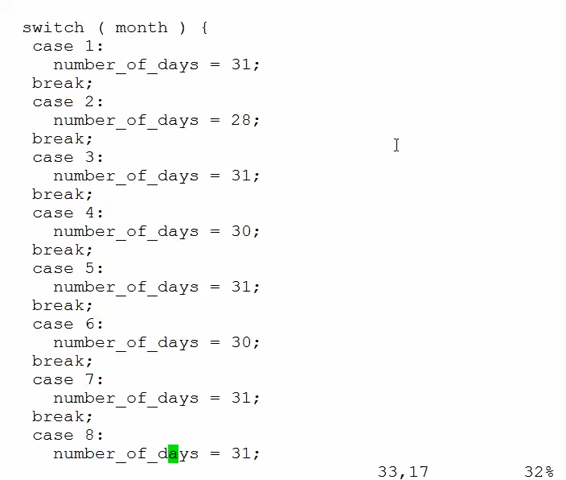 switch ( month ) {
 case 1:
   number_of_days = 31;
 break;
 case 2:
   number_of_days = 28;
 break;
 case 3:
   number_of_days = 31;
 break;
 case 4:
   number_of_days = 30;
 break;
 case 5:
   number_of_days = 31;
 break;
 case 6:
   number_of_days = 30;
 break;
 case 7:
   number_of_days = 31;
 break;
 case 8:
   number_of_days = 31;
33,17 32%